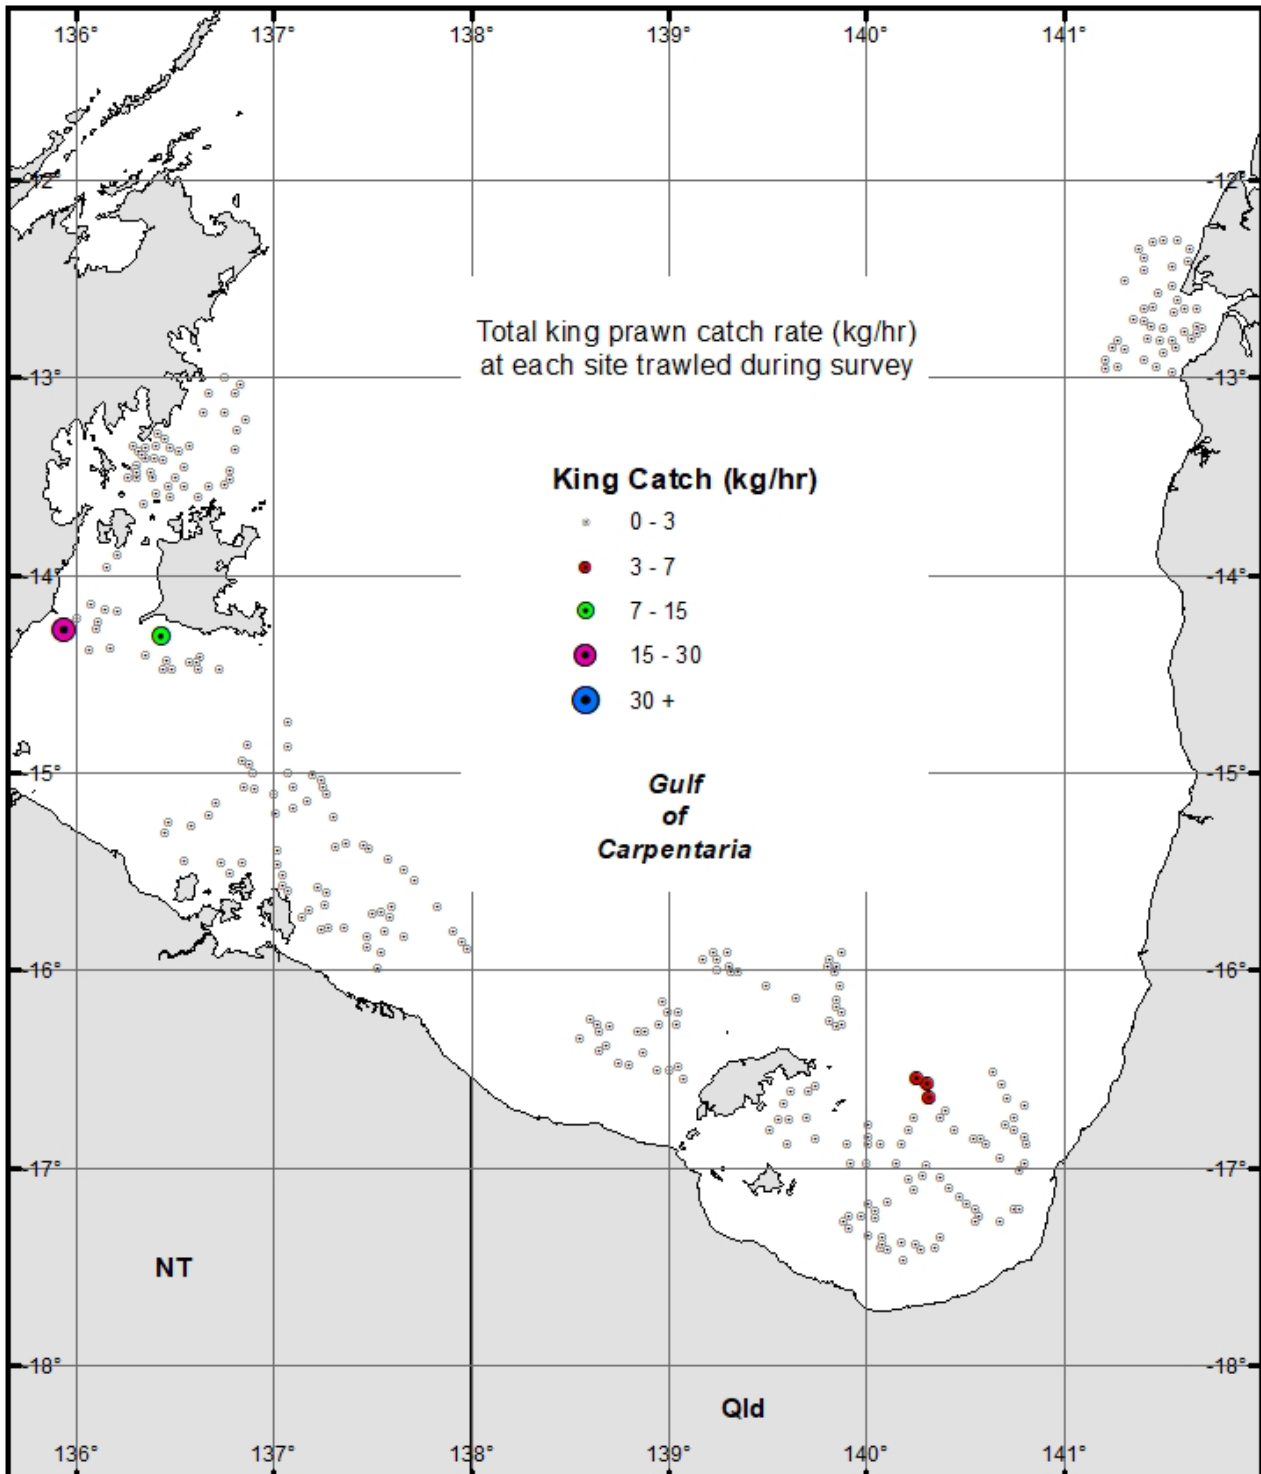 136° 137° 138° 139° 140° 141°
-12° -12°
Total king prawn catch rate (kg/hr)
at each site trawled during survey
-13° -13°
King Catch (kg/hr)
0 - 3
3 - 7
-14° -14°
7 - 15
15 - 30
30 +
-15° -15°
Gulf
of
Carpentaria
-16° -16°
-17° -17°
NT
-18° -18°
Qld
136° 137° 138° 139° 140° 141°